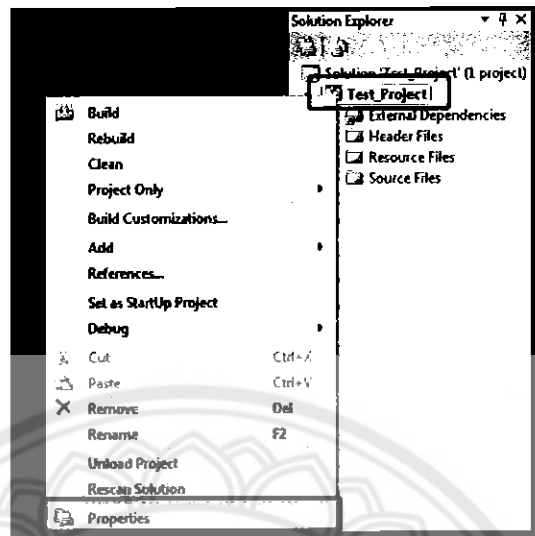 Solution Explorer
Solution 'Test_Project' (1 project)
Test_Project
External Dependencies
Header Files
Resource Files
Source Files
Build
Rebuild
Clean
Project Only
Build Customizations...
Add
References...
Set as StartUp Project
Debug
Cut Ctrl+X
Paste Ctrl+V
Remove Del
Rename F2
Unload Project
Rescan Solution
Properties